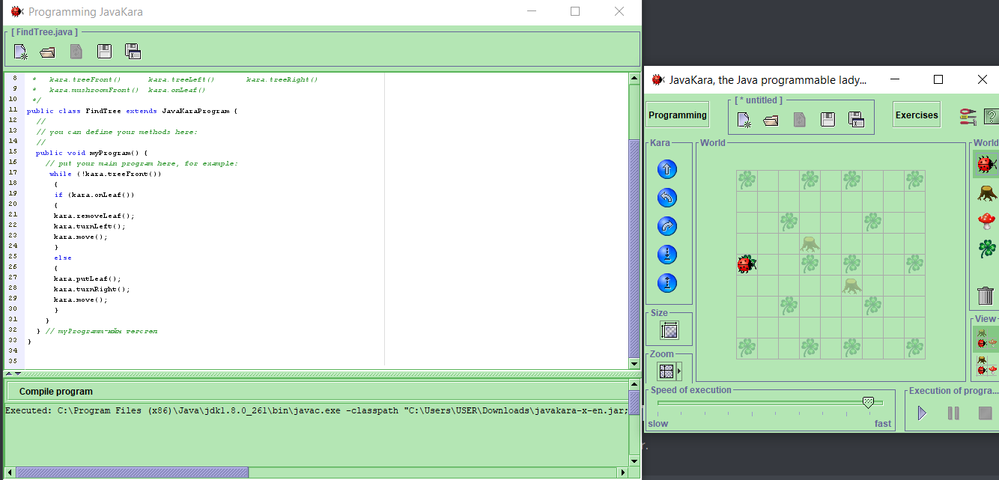 Programming JavaKara
[ FindTree.java ]
8 * kara.treeFront() kara.treeLeft() kara.treeRight()
9 * kara.mushroomFront() kara.onLeaf()
10 */
11 public class FindTree extends JavaKaraProgram {
12 //
13 // you can define your methods here:
14 //
15 public void myProgram() {
16 // put your main program here, for example:
17 while (!kara.treeFront())
18 {
19 if (kara.onLeaf())
20 {
21 kara.removeLeaf();
22 kara.turnLeft();
23 kara.move();
24 }
25 else
26 {
27 kara.putLeaf();
28 kara.turnRight();
29 kara.move();
30 }
31 }
32 } // myProgramm-ийн төгсгөл
33 }
34
35
Compile program
Executed: C:\Program Files (x86)\Java\jdk1.8.0_261\bin\javac.exe -classpath "C:\Users\USER\Downloads\javakara-x-en.jar;
JavaKara, the Java programmable lady...
Programming
[ * untitled ]
Exercises
?
Kara
World
World
Size
Zoom
View
Speed of execution
slow
fast
Execution of progra...
r.